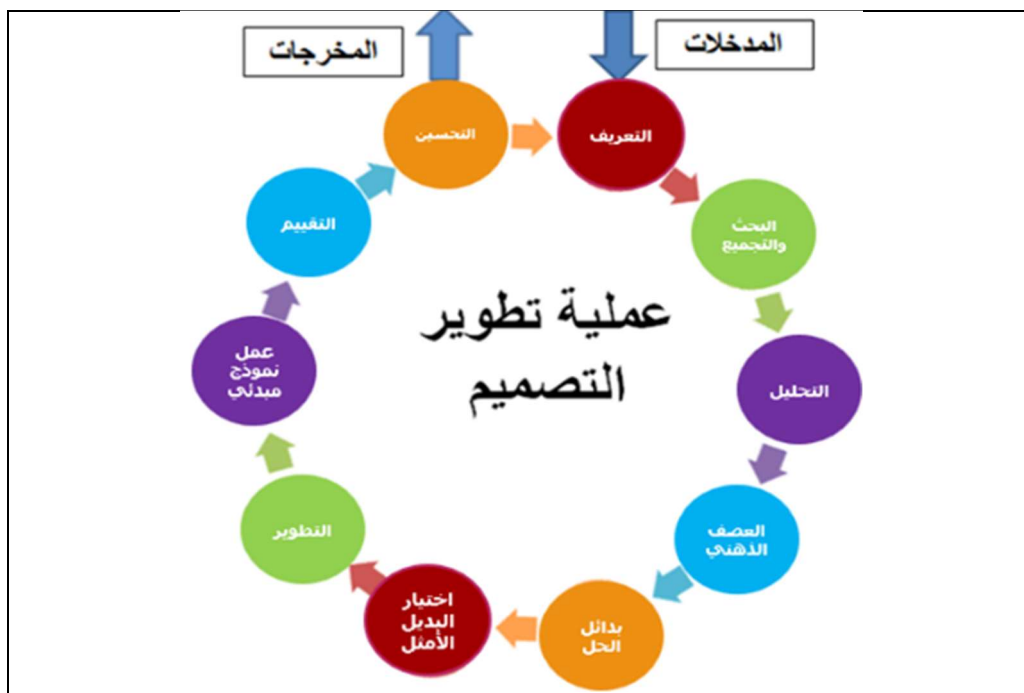 المدخلات
المخرجات
التعريف
البحث
والتجميع
التحليل
العصف
الذهني
بدائل
الحل
اختيار
البديل
الأمثل
التطوير
عمل
نموذج
مبدئي
التقييم
التحسين
عملية تطوير
التصميم